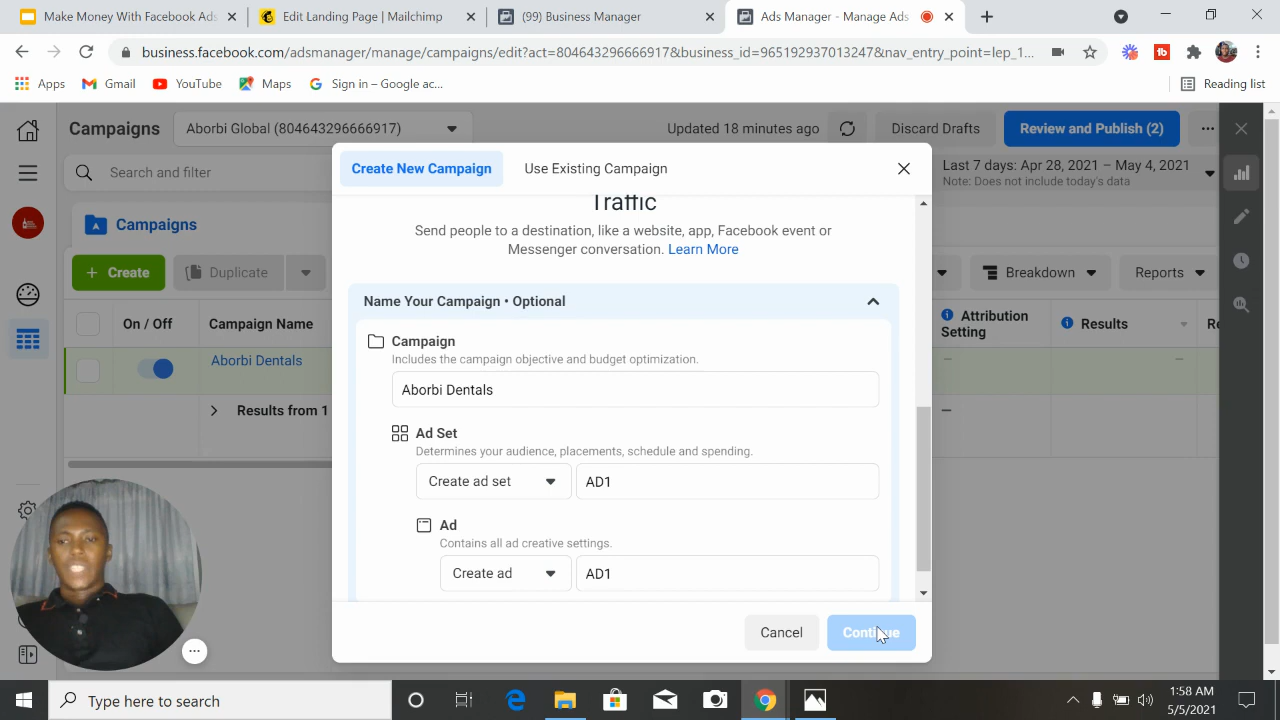 Make Money With Facebook Ads
Edit Landing Page | Mailchimp
(99) Business Manager
Ads Manager - Manage Ads
business.facebook.com/adsmanager/manage/campaigns/edit?act=804643296666917&business_id=965192937013247&nav_entry_point=lep_1...
Apps
Gmail
YouTube
Maps
Sign in – Google ac...
Reading list
Campaigns
Aborbi Global (804643296666917)
Updated 18 minutes ago
Discard Drafts
Review and Publish (2)
Search and filter
Last 7 days: Apr 28, 2021 – May 4, 2021
Note: Does not include today's data
Create New Campaign
Use Existing Campaign
Campaigns
+ Create
Duplicate
Breakdown
Reports
On / Off
Campaign Name
Attribution
Setting
Results
Aborbi Dentals
Results from 1
Traffic
Send people to a destination, like a website, app, Facebook event or
Messenger conversation. Learn More
Name Your Campaign • Optional
Campaign
Includes the campaign objective and budget optimization.
Aborbi Dentals
Ad Set
Determines your audience, placements, schedule and spending.
Create ad set
AD1
Ad
Contains all ad creative settings.
Create ad
AD1
Cancel
Continue
Type here to search
1:58 AM
5/5/2021